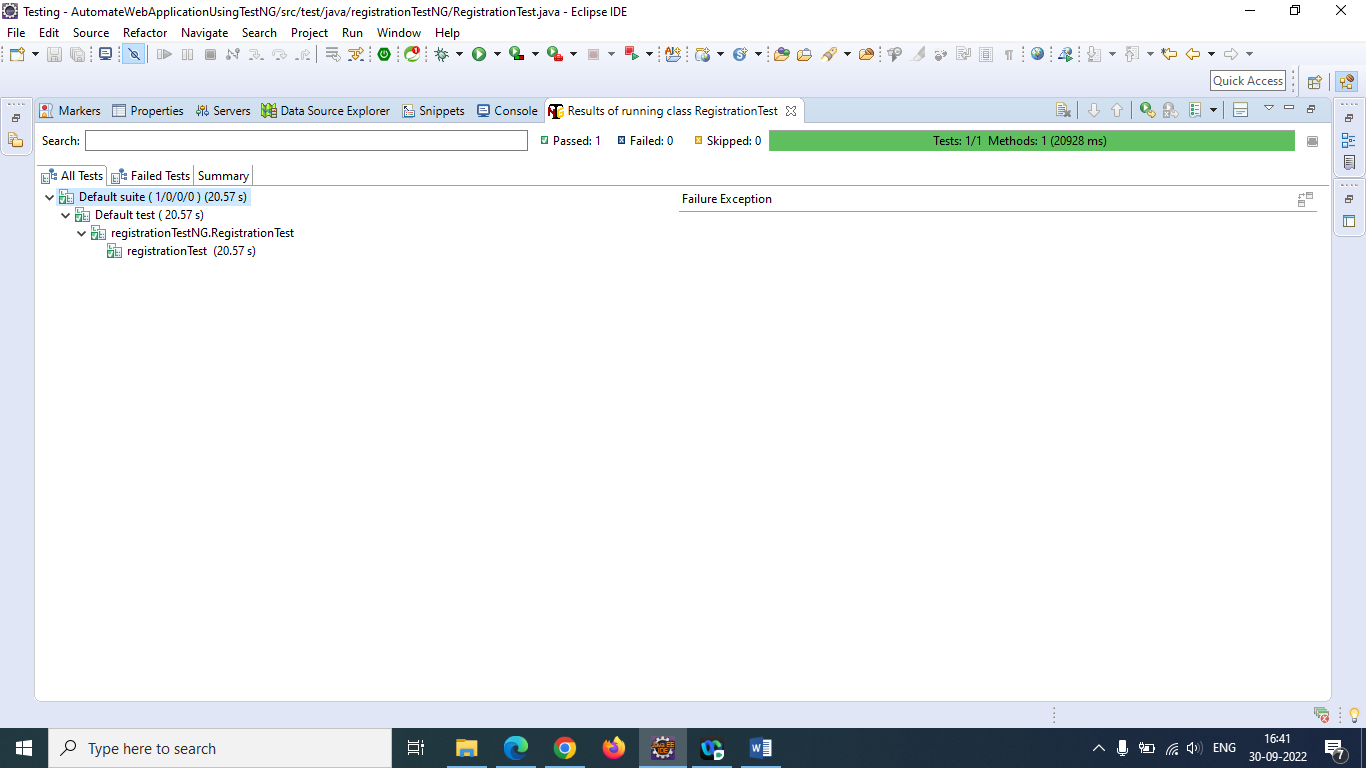 Testing - AutomateWebApplicationUsingTestNG/src/test/java/registrationTestNG/RegistrationTest.java - Eclipse IDE
File Edit Source Refactor Navigate Search Project Run Window Help
Quick Access
Markers Properties Servers Data Source Explorer Snippets Console Results of running class RegistrationTest
Search: Passed: 1 Failed: 0 Skipped: 0 Tests: 1/1 Methods: 1 (20928 ms)
All Tests Failed Tests Summary
Default suite ( 1/0/0/0 ) (20.57 s) Failure Exception
Default test ( 20.57 s)
registrationTestNG.RegistrationTest
registrationTest (20.57 s)
Type here to search ENG 16:41
30-09-2022 7